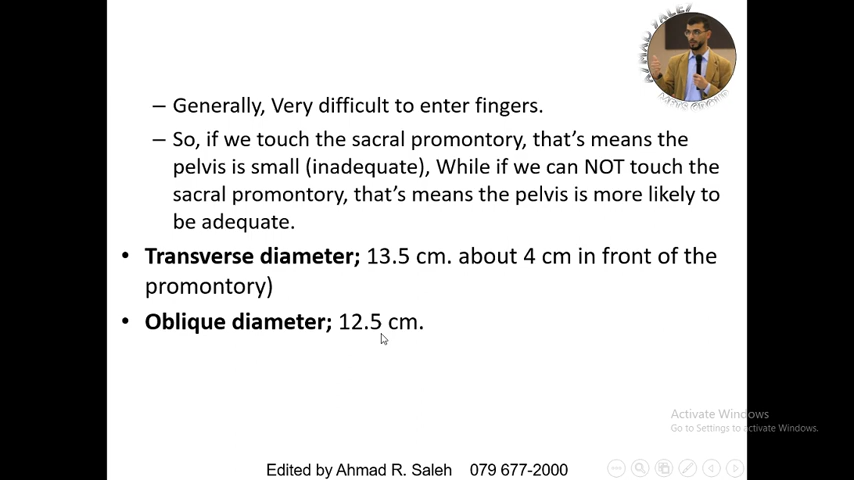 – Generally, Very difficult to enter fingers.
– So, if we touch the sacral promontory, that's means the
pelvis is small (inadequate), While if we can NOT touch the
sacral promontory, that's means the pelvis is more likely to
be adequate.
• Transverse diameter; 13.5 cm. about 4 cm in front of the
promontory)
• Oblique diameter; 12.5 cm.
Activate Windows
Go to Settings to activate Windows.
Edited by Ahmad R. Saleh 079 677-2000